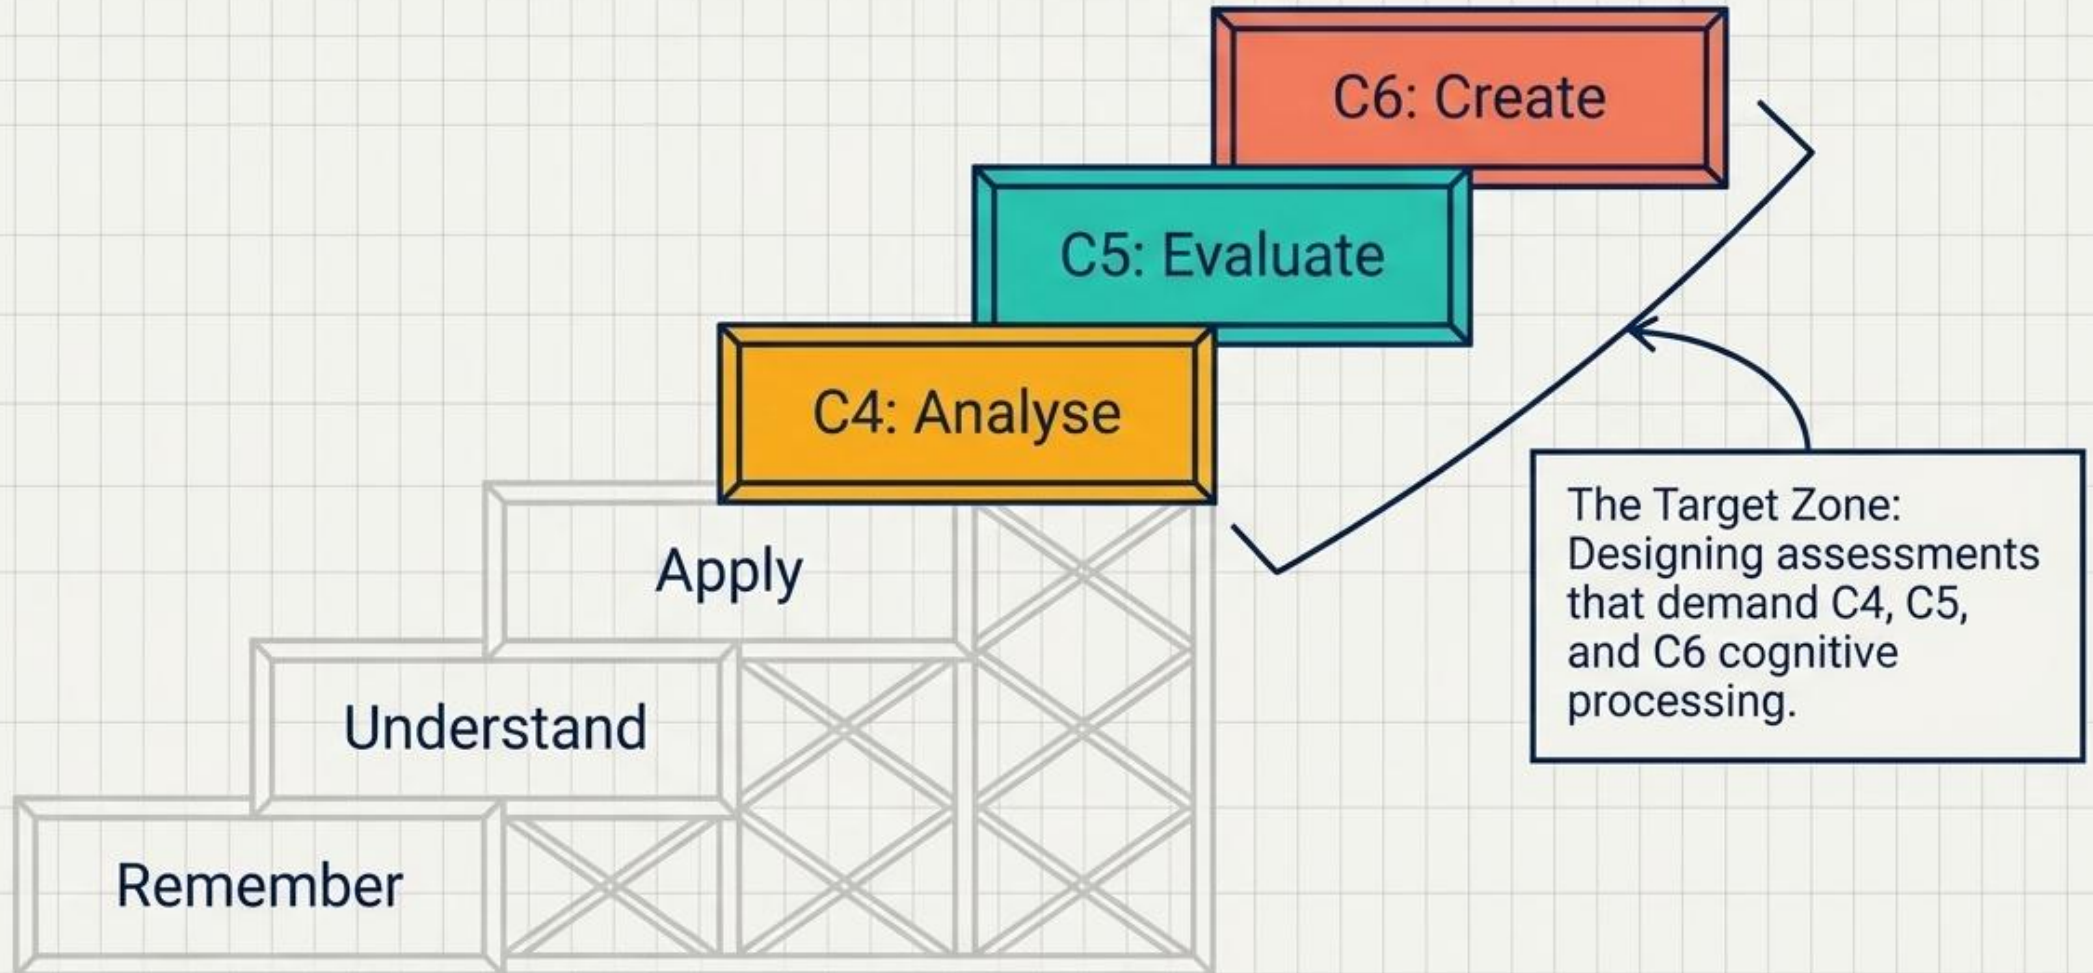 C6: Create
C5: Evaluate
C4: Analyse
Apply
Understand
Remember
The Target Zone:
Designing assessments
that demand C4, C5,
and C6 cognitive
processing.